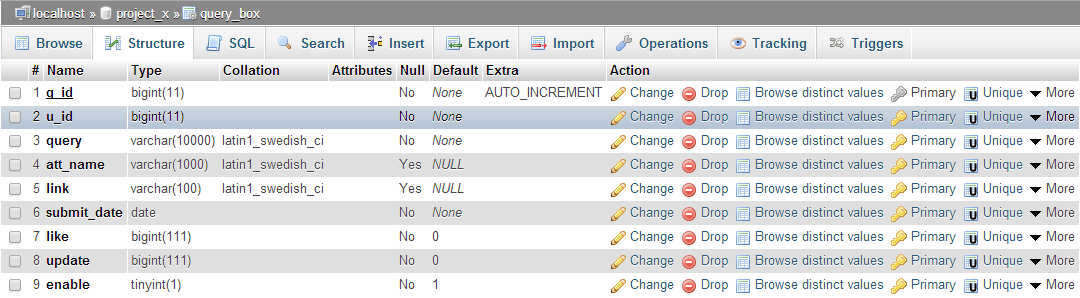 localhost » project_x » query_box
Browse Structure SQL Search Insert Export Import Operations Tracking Triggers
# Name Type Collation Attributes Null Default Extra Action
1 q_id bigint(11) No None AUTO_INCREMENT Change Drop Browse distinct values Primary Unique More
2 u_id bigint(11) No None Change Drop Browse distinct values Primary Unique More
3 query varchar(10000) latin1_swedish_ci No None Change Drop Browse distinct values Primary Unique More
4 att_name varchar(1000) latin1_swedish_ci Yes NULL Change Drop Browse distinct values Primary Unique More
5 link varchar(100) latin1_swedish_ci Yes NULL Change Drop Browse distinct values Primary Unique More
6 submit_date date No None Change Drop Browse distinct values Primary Unique More
7 like bigint(111) No 0 Change Drop Browse distinct values Primary Unique More
8 update bigint(111) No 0 Change Drop Browse distinct values Primary Unique More
9 enable tinyint(1) No 1 Change Drop Browse distinct values Primary Unique More